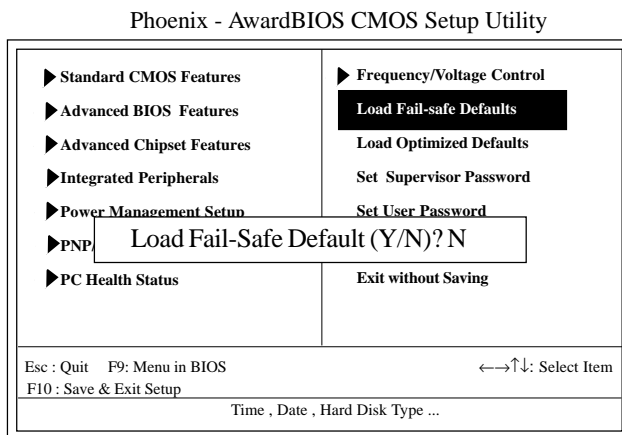 Phoenix - AwardBIOS CMOS Setup Utility
Standard CMOS Features
Advanced BIOS Features
Advanced Chipset Features
Integrated Peripherals
Power Management Setup
PNP/
PC Health Status
Frequency/Voltage Control
Load Fail-safe Defaults
Load Optimized Defaults
Set Supervisor Password
Set User Password
Exit without Saving
Load Fail-Safe Default (Y/N)? N
Esc : Quit F9: Menu in BIOS
←→↑↓: Select Item
F10 : Save & Exit Setup
Time , Date , Hard Disk Type ...